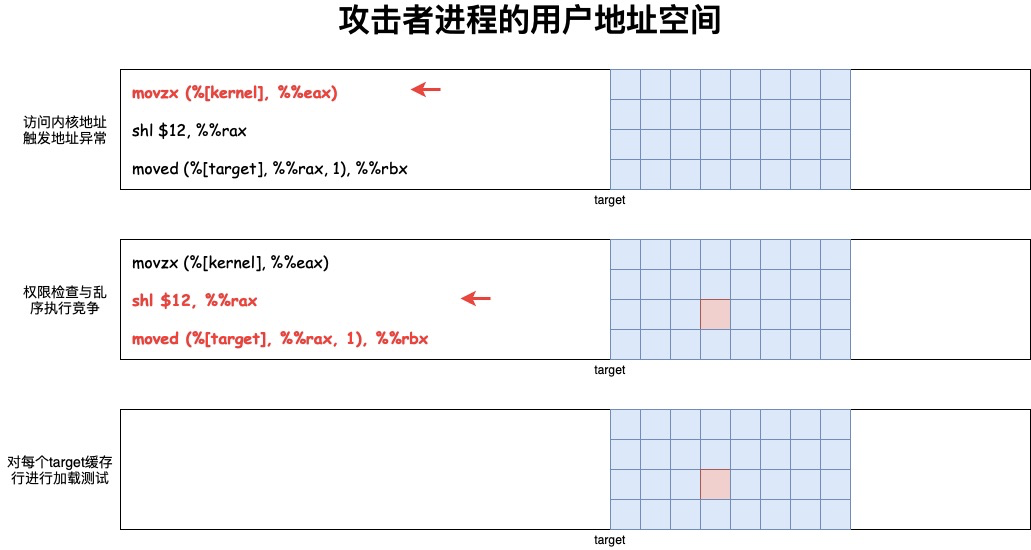 攻击者进程的用户地址空间
访问内核地址
触发地址异常
movzx (%[kernel], %%eax)
shl $12, %%rax
moved (%[target], %%rax, 1), %%rbx
target
权限检查与乱
序执行竞争
movzx (%[kernel], %%eax)
shl $12, %%rax
moved (%[target], %%rax, 1), %%rbx
target
对每个target缓存
行进行加载测试
target